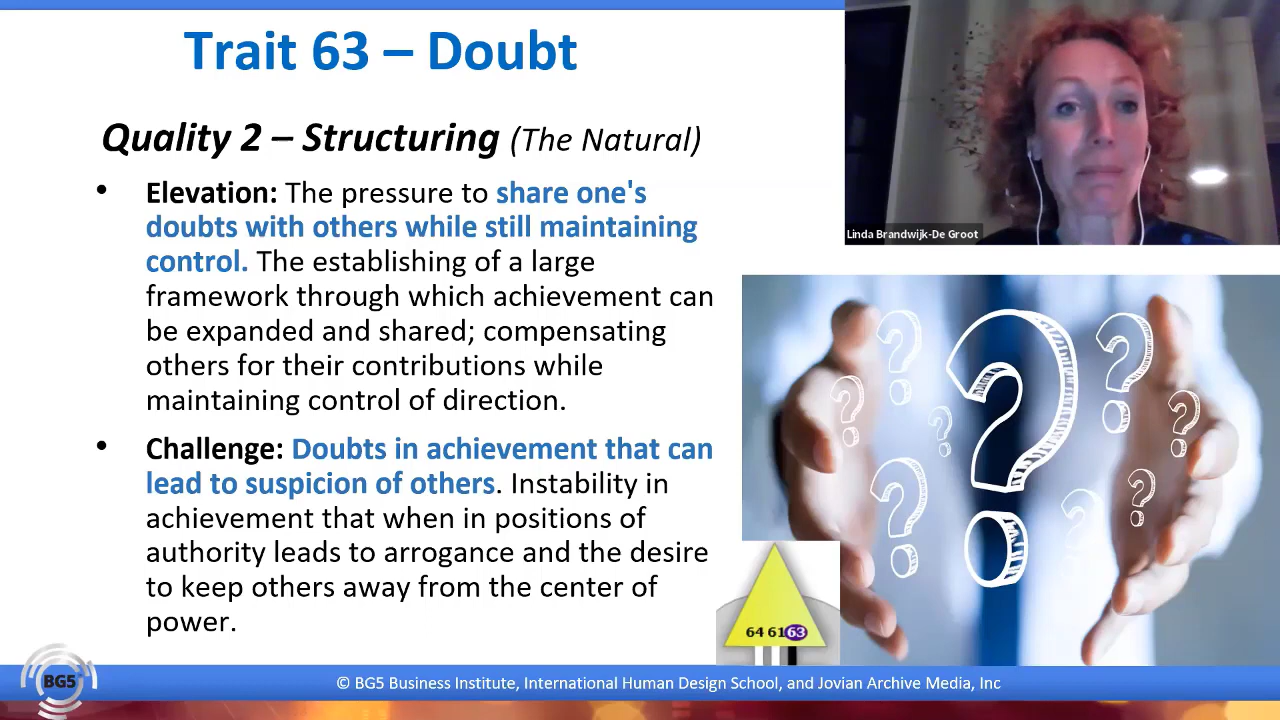 Trait 63 – Doubt
Quality 2 – Structuring (The Natural)
• Elevation: The pressure to share one's
doubts with others while still maintaining
control. The establishing of a large
framework through which achievement can
be expanded and shared; compensating
others for their contributions while
maintaining control of direction.
• Challenge: Doubts in achievement that can
lead to suspicion of others. Instability in
achievement that when in positions of
authority leads to arrogance and the desire
to keep others away from the center of
power.
Linda Brandwijk-De Groot
? ? ? ? ? ? ? ? ?
64 61 63
BG5
© BG5 Business Institute, International Human Design School, and Jovian Archive Media, Inc